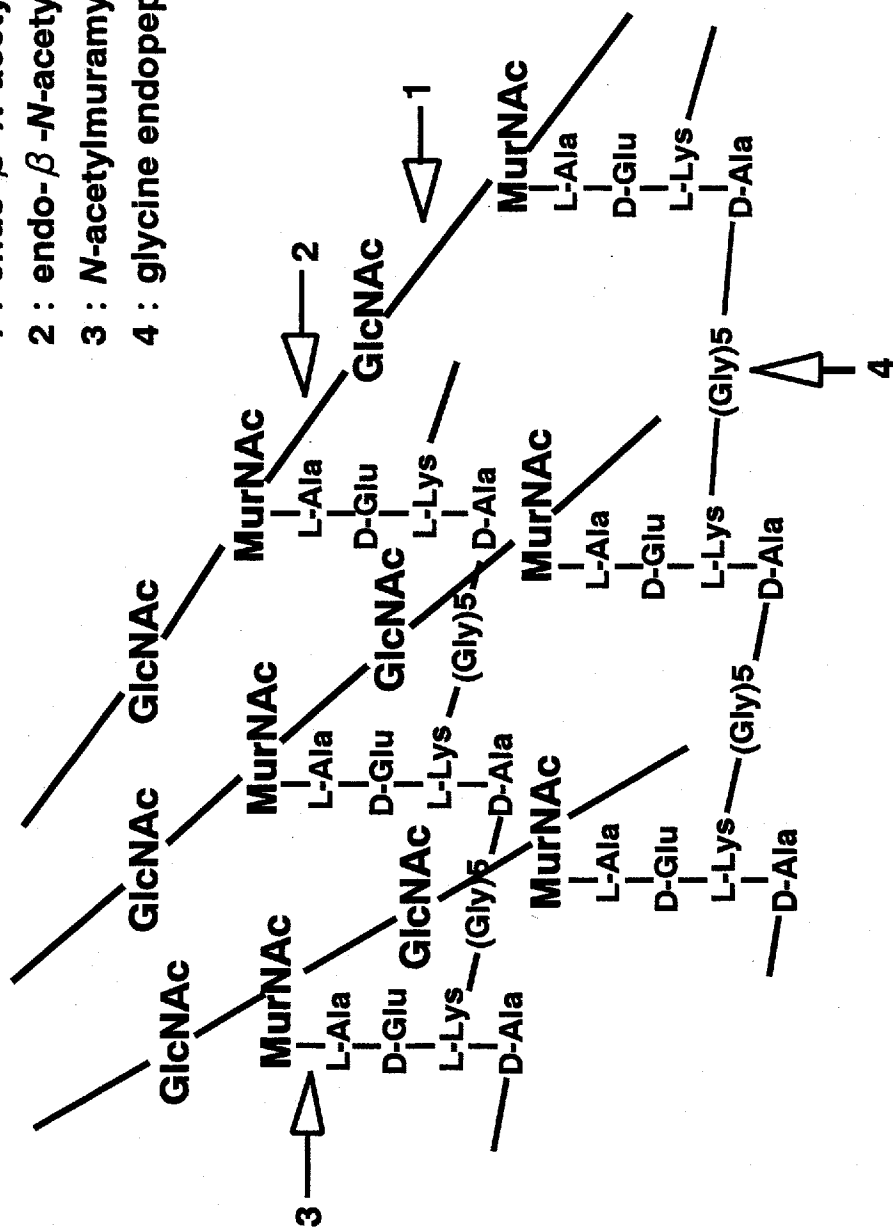 2 : endo-β -N-acety
3 : N-acetylmuramy
4 : glycine endopep
GlcNAc
GlcNAc
GlcNAc
MurNAc
MurNAc
MurNAc
3
2
1
L-Ala
L-Ala
L-Ala
GlcNAc
D-Glu
D-Glu
D-Glu
GlcNAc
GlcNAc
L-Lys
L-Lys
L-Lys
(Gly)5
(Gly)5
D-Ala
D-Ala
D-Ala
MurNAc
MurNAc
MurNAc
L-Ala
L-Ala
L-Ala
D-Glu
D-Glu
D-Glu
L-Lys
L-Lys
L-Lys
(Gly)5
(Gly)5
D-Ala
D-Ala
D-Ala
4